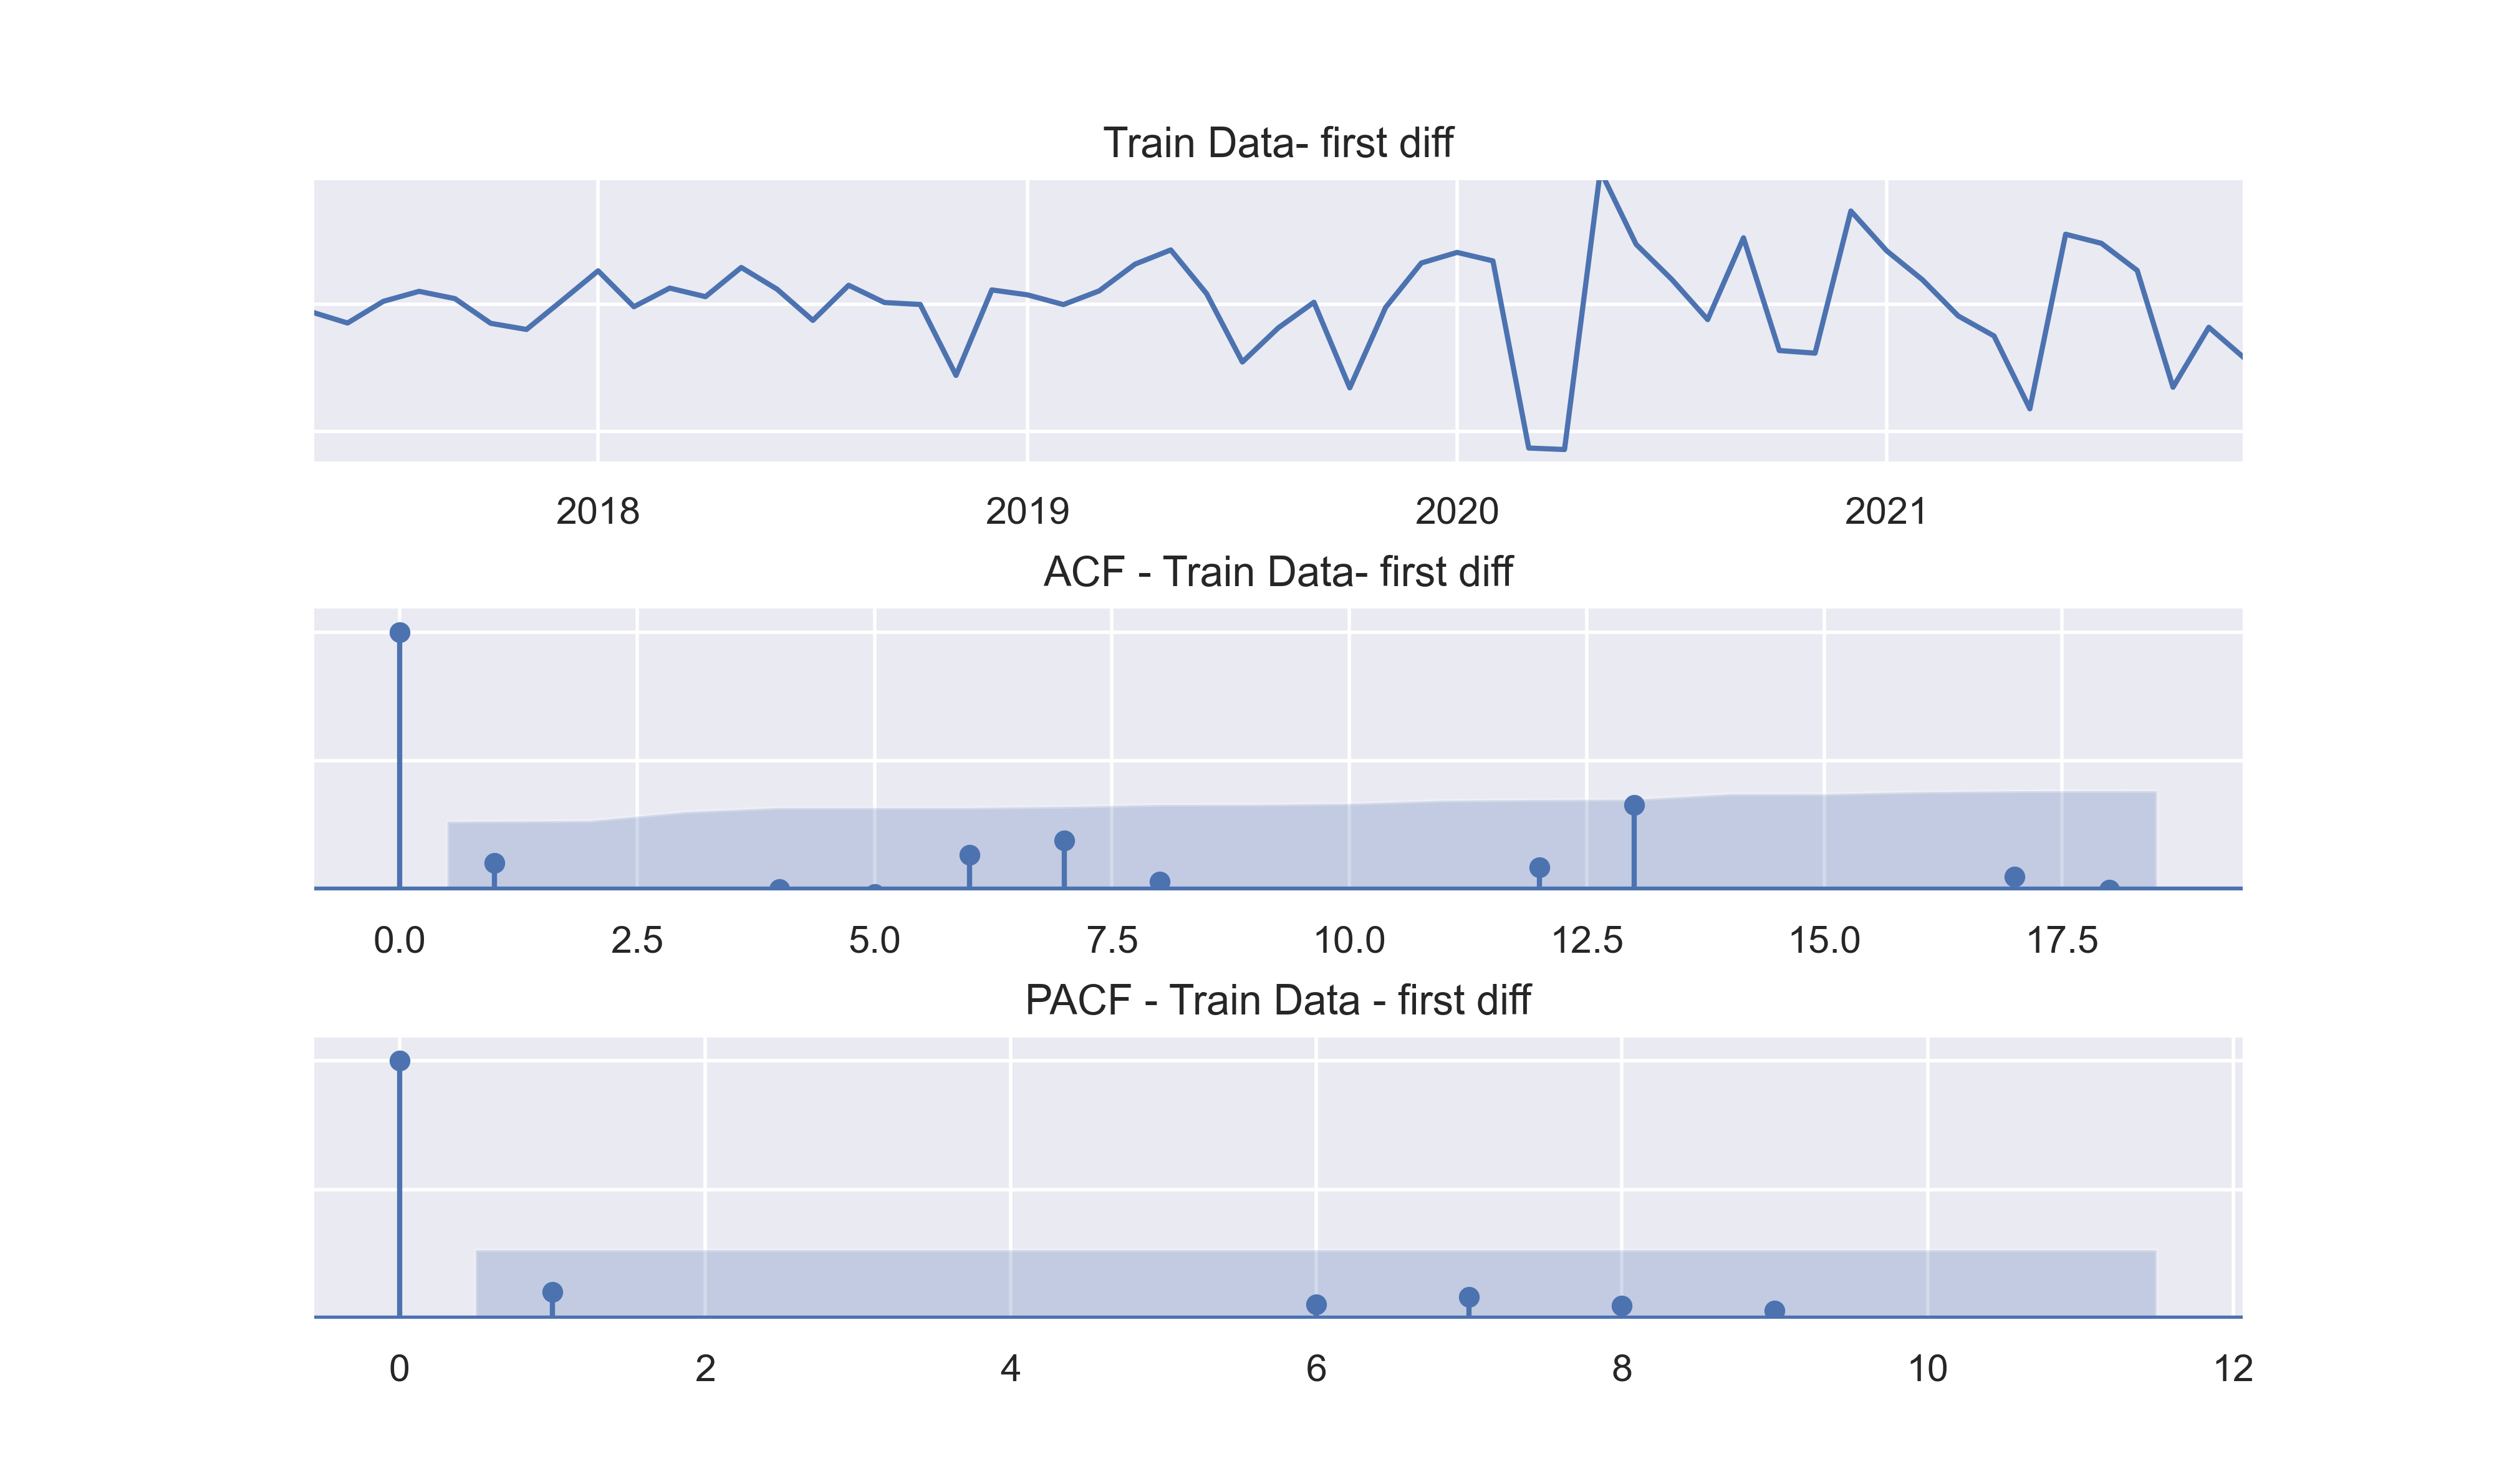 Train Data- first diff
2018 2019 2020 2021
ACF - Train Data- first diff
0.0 2.5 5.0 7.5 10.0 12.5 15.0 17.5
PACF - Train Data - first diff
0 2 4 6 8 10 12